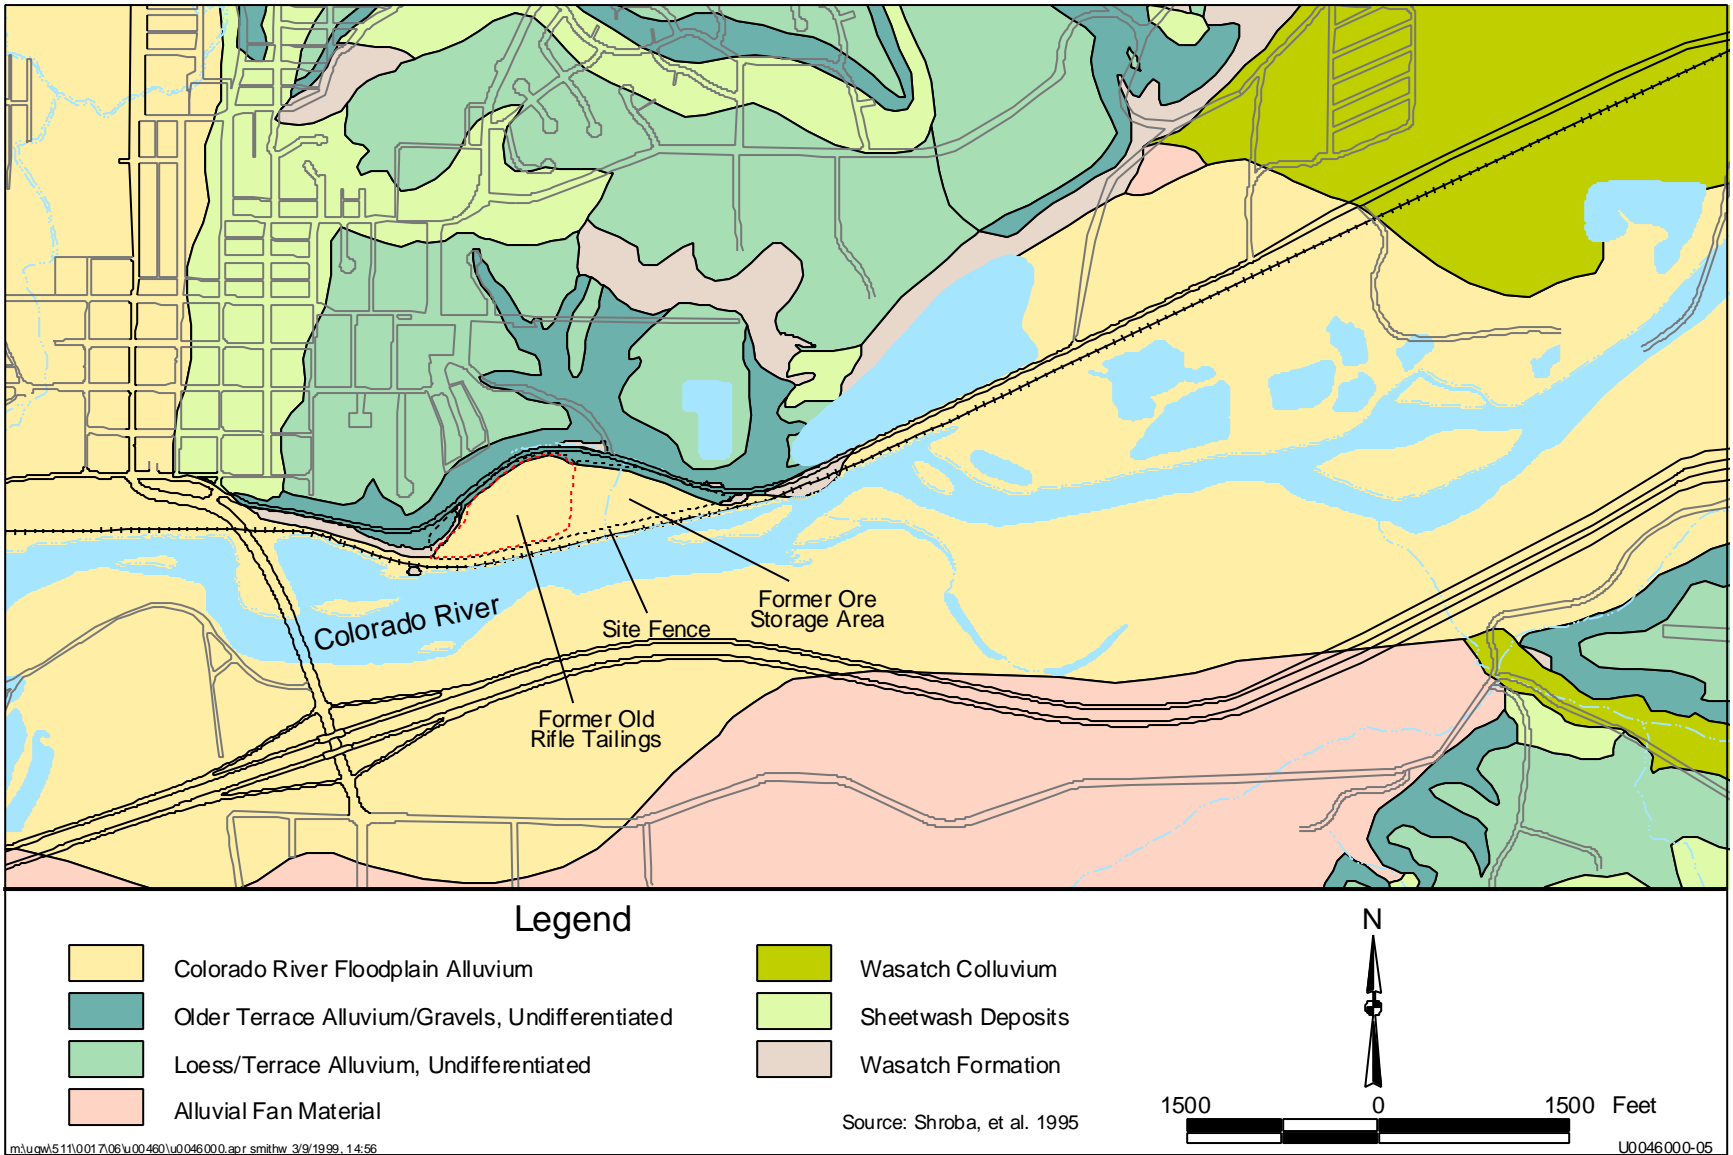 Colorado River
Former Ore
Storage Area
Site Fence
Former Old
Rifle Tailings
Legend
Colorado River Floodplain Alluvium
Older Terrace Alluvium/Gravels, Undifferentiated
Loess/Terrace Alluvium, Undifferentiated
Alluvial Fan Material
Wasatch Colluvium
Sheetwash Deposits
Wasatch Formation
Source: Shroba, et al. 1995
N
1500 0 1500 Feet
m:\ugw\511\0017\06\u00460\u0046000.apr smithw 3/9/1999, 14:56
U0046000-05